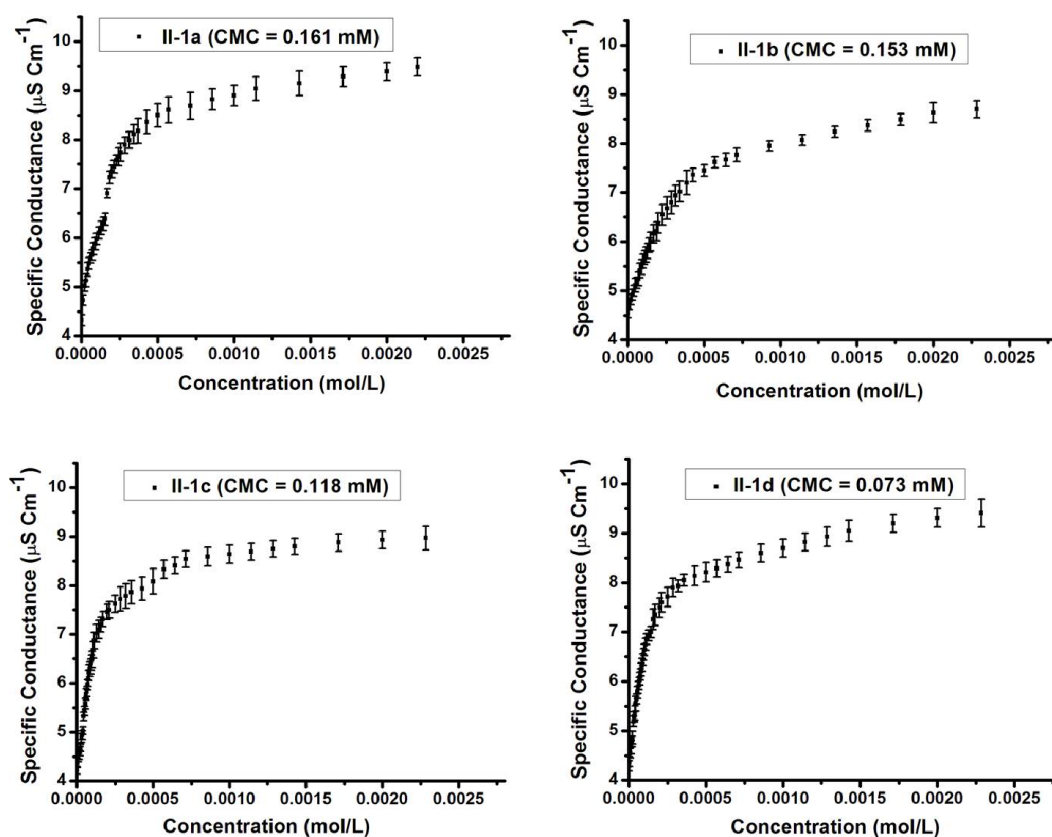 II-1a (CMC = 0.161 mM)
Specific Conductance (µS Cm⁻¹)
10
9
8
7
6
5
4
0.0000 0.0005 0.0010 0.0015 0.0020 0.0025
Concentration (mol/L)
II-1b (CMC = 0.153 mM)
Specific Conductance (µS Cm⁻¹)
10
9
8
7
6
5
4
0.0000 0.0005 0.0010 0.0015 0.0020 0.0025
Concentration (mol/L)
II-1c (CMC = 0.118 mM)
Specific Conductance (µS Cm⁻¹)
10
9
8
7
6
5
4
0.0000 0.0005 0.0010 0.0015 0.0020 0.0025
Concentration (mol/L)
II-1d (CMC = 0.073 mM)
Specific Conductance (µS Cm⁻¹)
10
9
8
7
6
5
4
0.0000 0.0005 0.0010 0.0015 0.0020 0.0025
Concentration (mol/L)